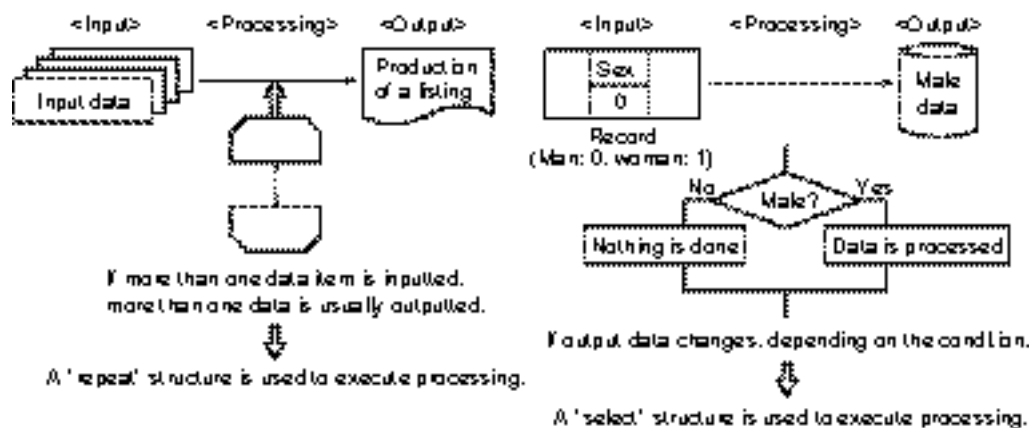 <Input> <Processing> <Output>
Input data
Production
of a listing
If more than one data item is inputted,
more than one data is usually outputted.
A "repeat" structure is used to execute processing.
<Input> <Processing> <Output>
Sex
0
Male
data
Record
(Man: 0, woman: 1)
No
Male?
Yes
Nothing is done
Data is processed
If output data changes, depending on the condition.
A "select" structure is used to execute processing.